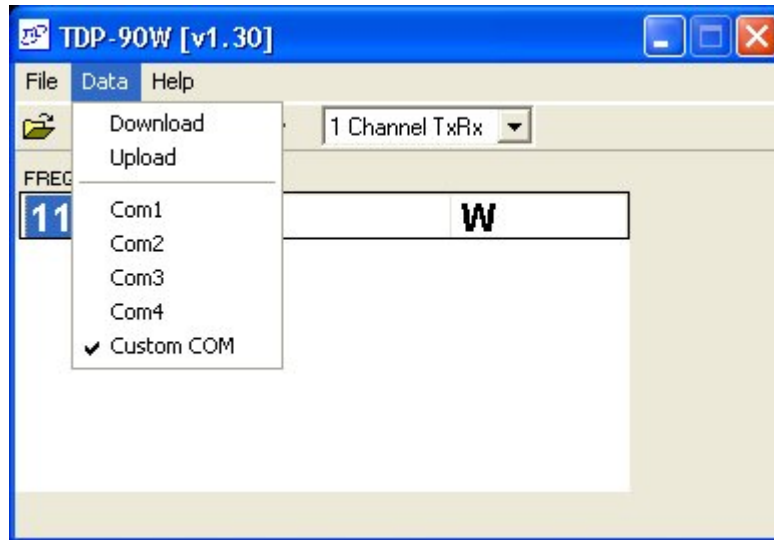 TDP-90W [v1.30]
File Data Help
Download
1 Channel TxRx
Upload
FREQ
11
W
Com1
Com2
Com3
Com4
Custom COM